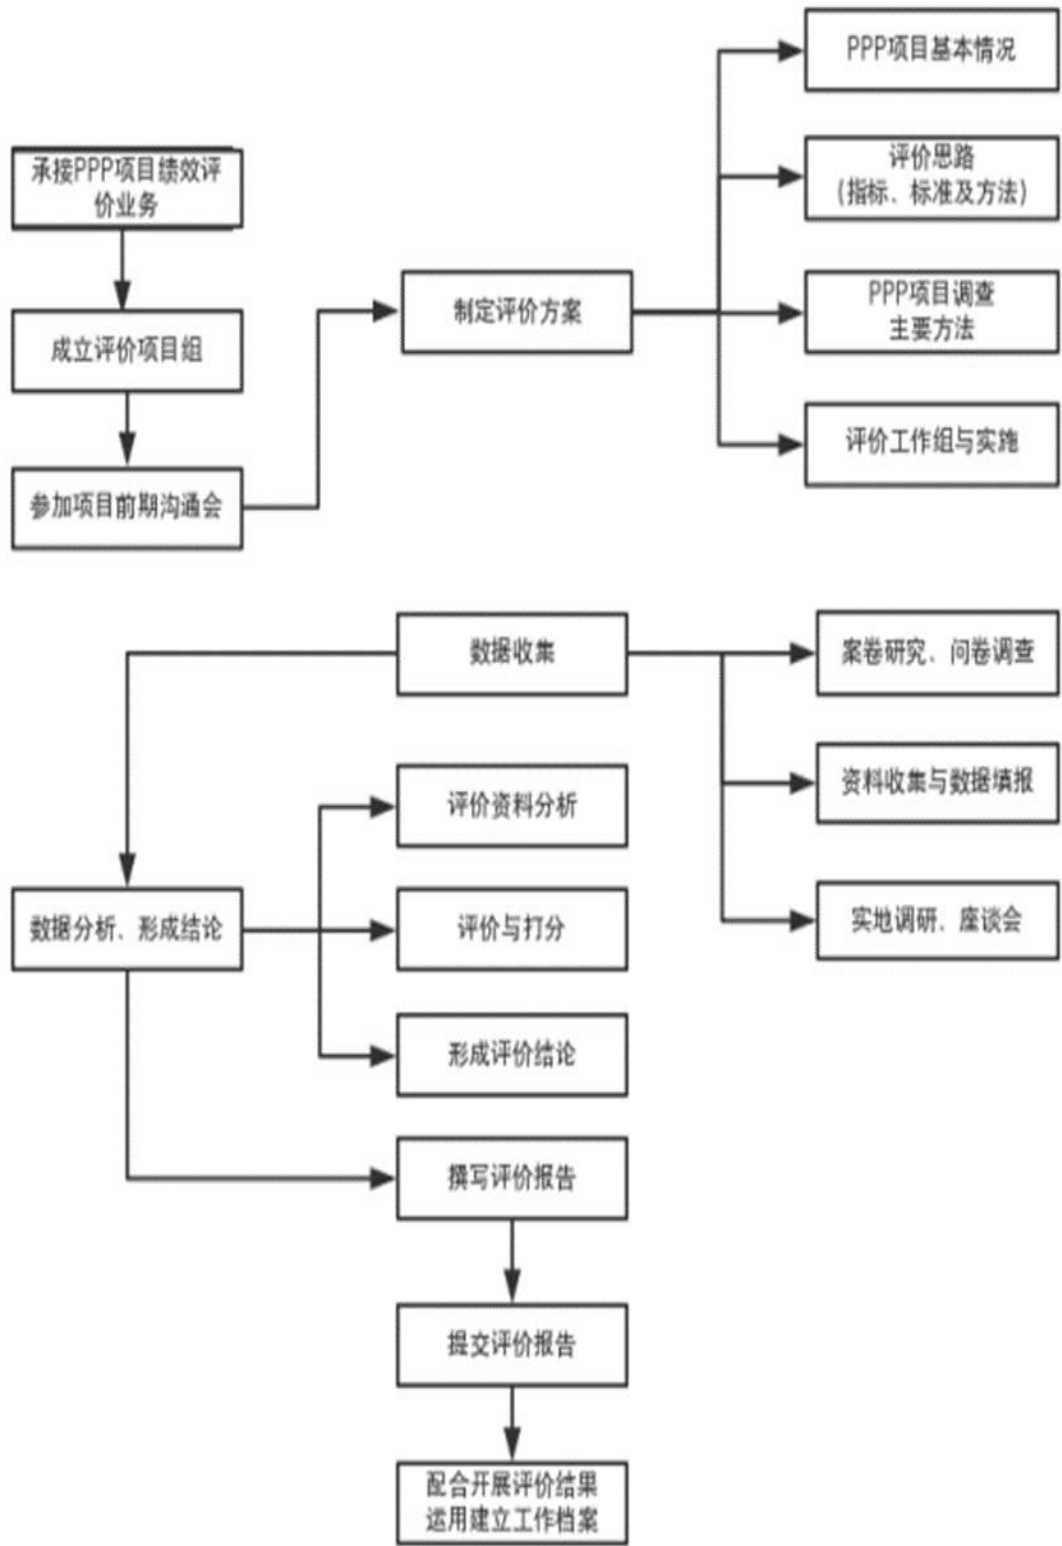 承接PPP项目绩效评
价业务
成立评价项目组
参加项目前期沟通会
制定评价方案
PPP项目基本情况
评价思路
(指标、标准及方法)
PPP项目调查
主要方法
评价工作组与实施
数据收集
案卷研究、问卷调查
资料收集与数据填报
实地调研、座谈会
数据分析、形成结论
评价资料分析
评价与打分
形成评价结论
撰写评价报告
提交评价报告
配合开展评价结果
运用建立工作档案